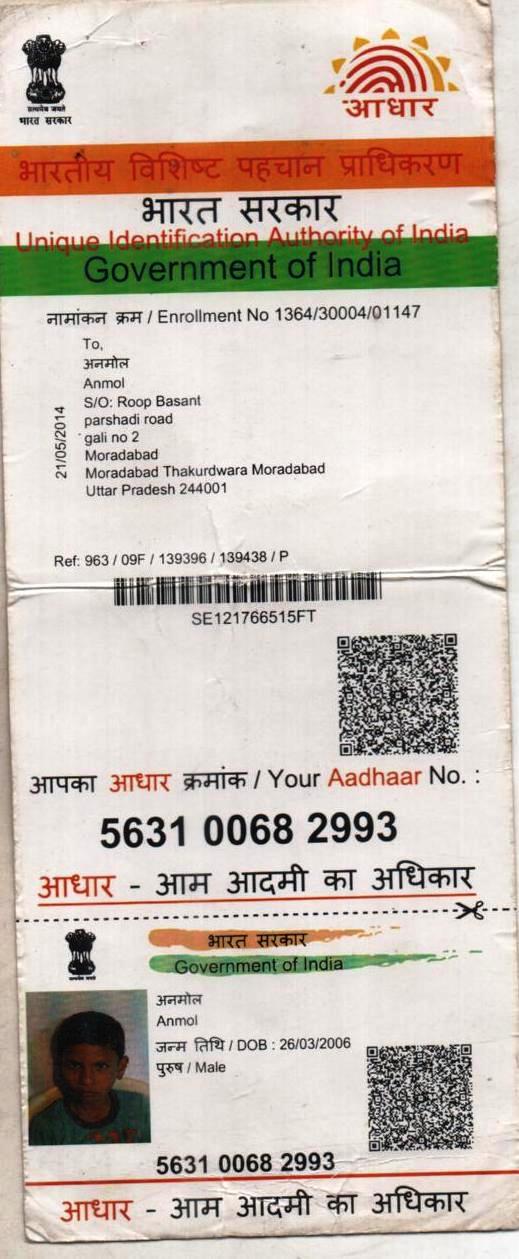 सत्यमेव जयते
भारत सरकार
आधार
भारतीय विशिष्ट पहचान प्राधिकरण
भारत सरकार
Unique Identification Authority of India
Government of India
नामांकन क्रम / Enrollment No 1364/30004/01147
To,
अनमोल
Anmol
S/O: Roop Basant
parshadi road
gali no 2
Moradabad
Moradabad Thakurdwara Moradabad
Uttar Pradesh 244001
21/05/2014
Ref: 963 / 09F / 139396 / 139438 / P
SE121766515FT
आपका आधार क्रमांक / Your Aadhaar No. :
5631 0068 2993
आधार - आम आदमी का अधिकार
भारत सरकार
Government of India
अनमोल
Anmol
जन्म तिथि / DOB : 26/03/2006
पुरुष / Male
5631 0068 2993
आधार - आम आदमी का अधिकार